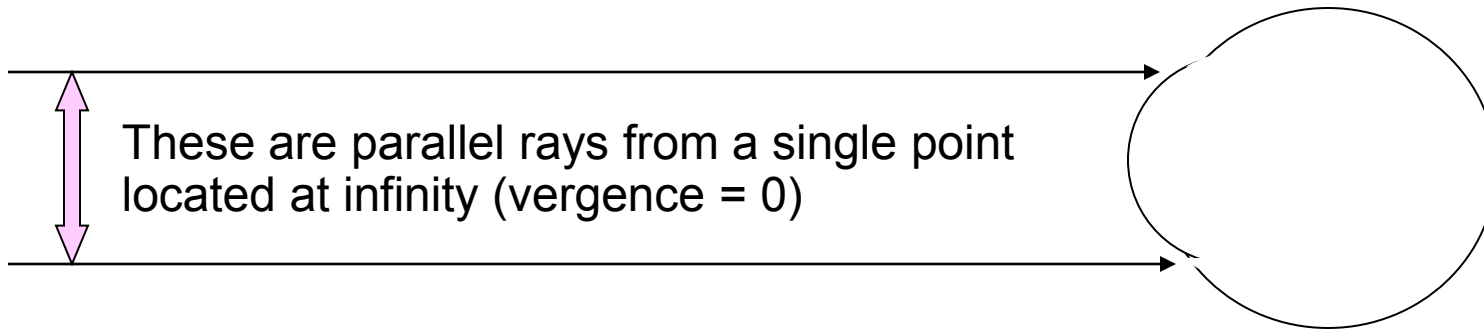 These are parallel rays from a single point
located at infinity (vergence = 0)